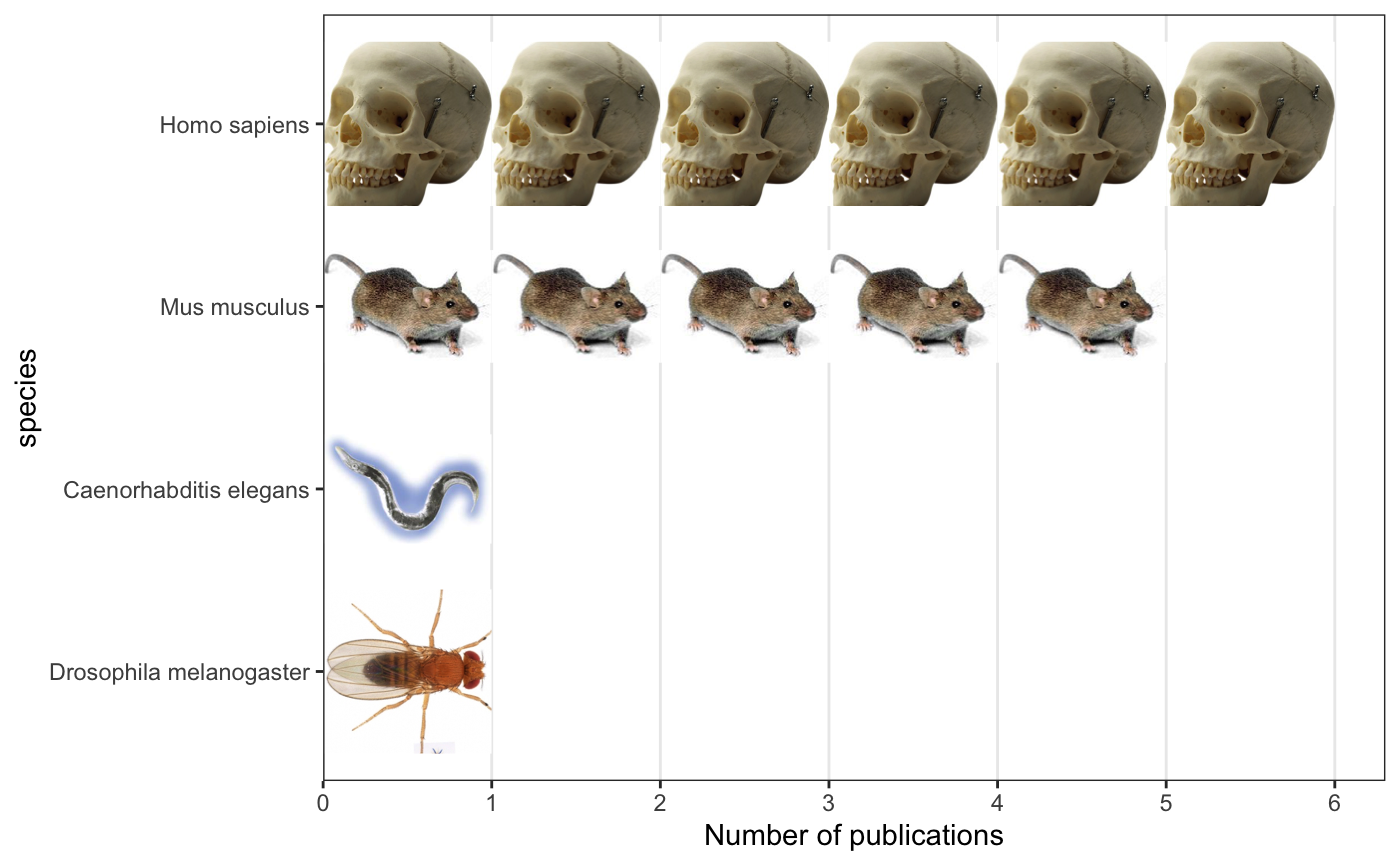 Homo sapiens
Mus musculus
Caenorhabditis elegans
Drosophila melanogaster
species
0 1 2 3 4 5 6
Number of publications